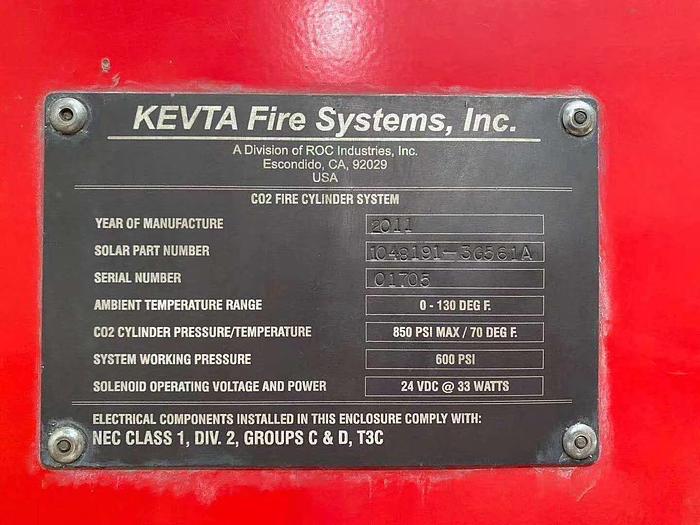 KEVTA Fire Systems, Inc.
A Division of ROC Industries, Inc.
Escondido, CA, 92029
USA
CO2 FIRE CYLINDER SYSTEM
YEAR OF MANUFACTURE 2011
SOLAR PART NUMBER 1048191-36561A
SERIAL NUMBER 01705
AMBIENT TEMPERATURE RANGE 0 - 130 DEG F.
CO2 CYLINDER PRESSURE/TEMPERATURE 850 PSI MAX / 70 DEG F.
SYSTEM WORKING PRESSURE 600 PSI
SOLENOID OPERATING VOLTAGE AND POWER 24 VDC @ 33 WATTS
ELECTRICAL COMPONENTS INSTALLED IN THIS ENCLOSURE COMPLY WITH:
NEC CLASS 1, DIV. 2, GROUPS C & D, T3C